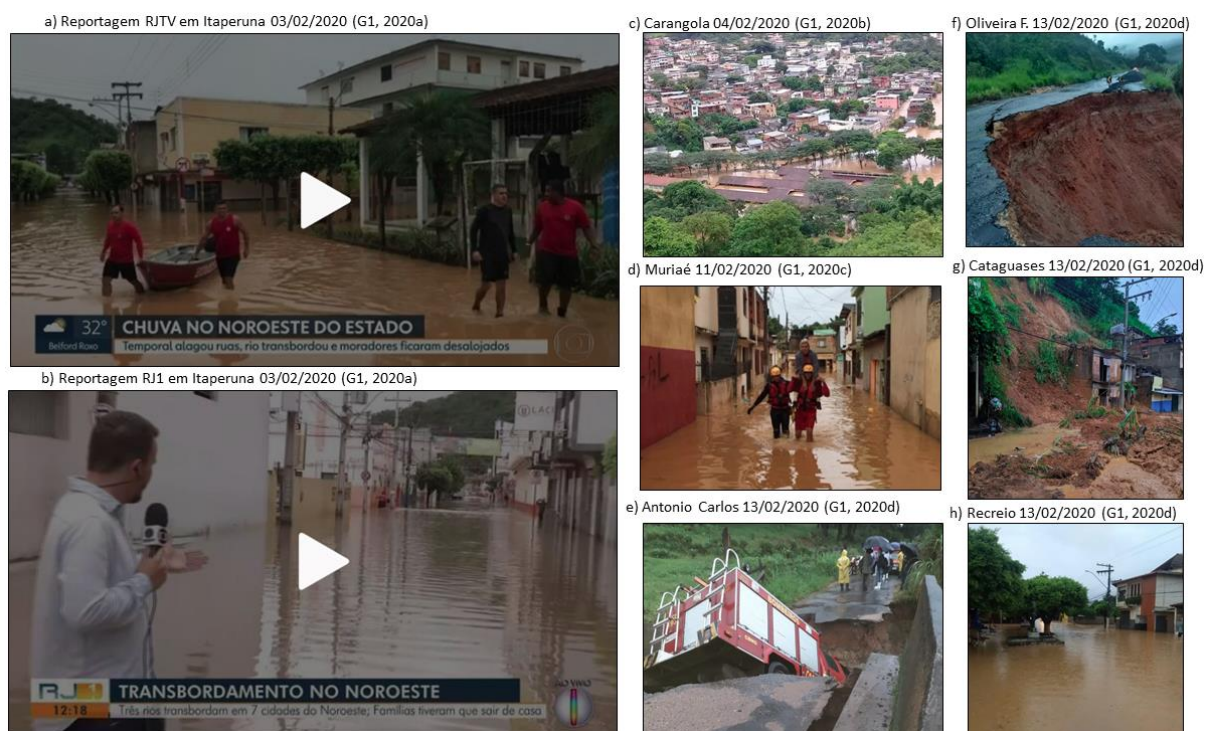 a) Reportagem RJTV em Itaperuna 03/02/2020 (G1, 2020a)
32°
Belford Roxo
CHUVA NO NOROESTE DO ESTADO
Temporal alagou ruas, rio transbordou e moradores ficaram desalojados
b) Reportagem RJ1 em Itaperuna 03/02/2020 (G1, 2020a)
LACI
RJ1
12:18
TRANSBORDAMENTO NO NOROESTE
Três rios transbordam em 7 cidades do Noroeste; Famílias tiveram que sair de casa
AO VIVO
c) Carangola 04/02/2020 (G1, 2020b)
d) Muriaé 11/02/2020 (G1, 2020c)
e) Antonio Carlos 13/02/2020 (G1, 2020d)
f) Oliveira F. 13/02/2020 (G1, 2020d)
g) Cataguases 13/02/2020 (G1, 2020d)
h) Recreio 13/02/2020 (G1, 2020d)